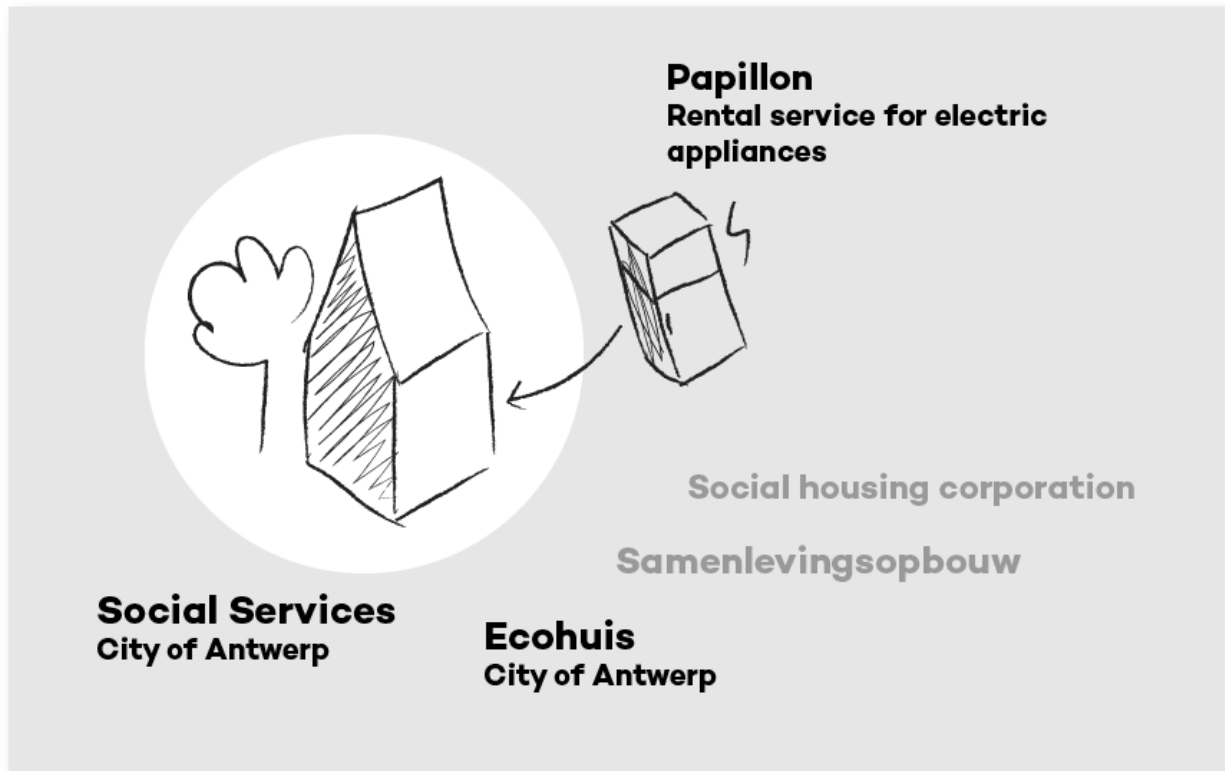 Papillon
Rental service for electric
appliances
Social housing corporation
Samenlevingsopbouw
Social Services
City of Antwerp
Ecohuis
City of Antwerp